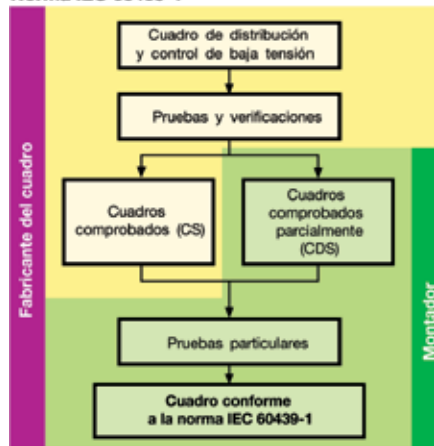 Cuadro de distribución
y control de baja tensión
Pruebas y verificaciones
Cuadros
comprobados (CS)
Cuadros
comprobados
parcialmente
(CDS)
Pruebas particulares
Cuadro conforme
a la norma IEC 60439-1
Fabricante del cuadro
Montador